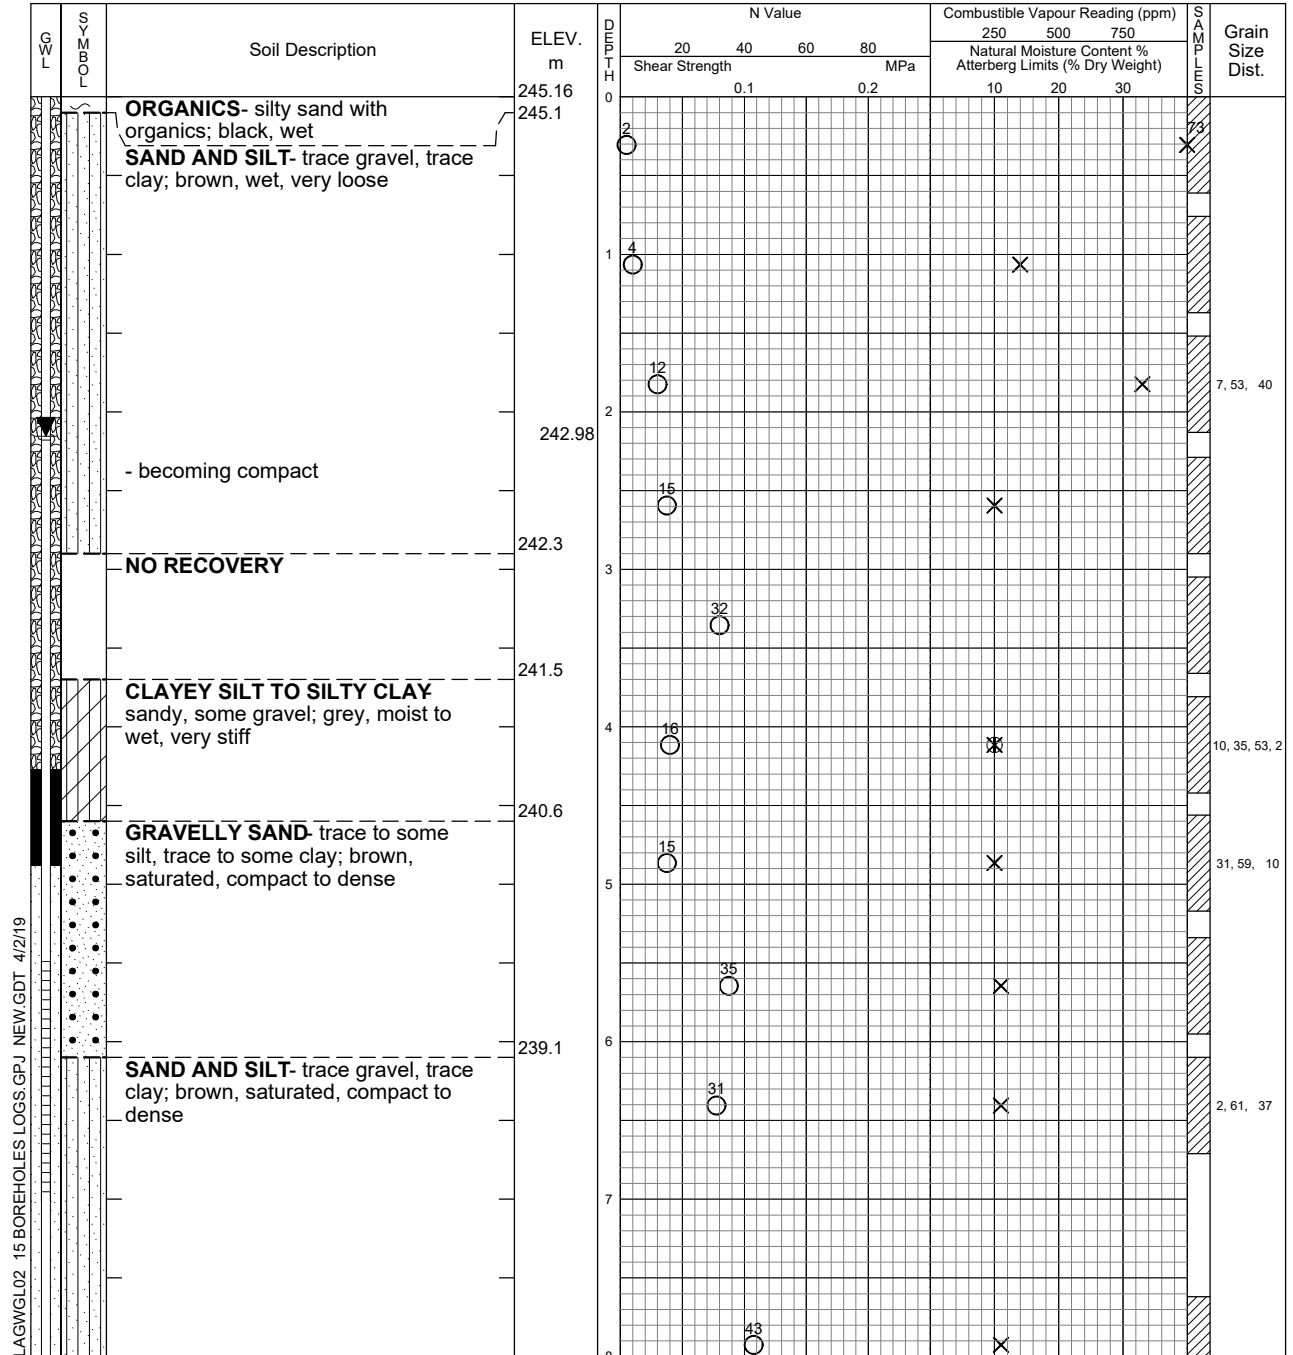 GWL
SYMBOL
Soil Description
ELEV.
m
DEPTH
N Value
20 40 60 80
Shear Strength MPa
0.1 0.2
Combustible Vapour Reading (ppm)
250 500 750
Natural Moisture Content %
Atterberg Limits (% Dry Weight)
10 20 30
SAMPLES
Grain
Size
Dist.
245.16
0
ORGANICS- silty sand with
organics; black, wet
245.1
SAND AND SILT- trace gravel, trace
clay; brown, wet, very loose
2
73
1
4
12
7, 53, 40
2
242.98
- becoming compact
15
242.3
NO RECOVERY
3
32
241.5
CLAYEY SILT TO SILTY CLAY-
sandy, some gravel; grey, moist to
wet, very stiff
4
16
10, 35, 53, 2
240.6
GRAVELLY SAND- trace to some
silt, trace to some clay; brown,
saturated, compact to dense
15
31, 59, 10
5
35
6
239.1
SAND AND SILT- trace gravel, trace
clay; brown, saturated, compact to
dense
31
2, 61, 37
7
43
8
LAGWGL02 15 BOREHOLES LOGS.GPJ NEW.GDT 4/2/19